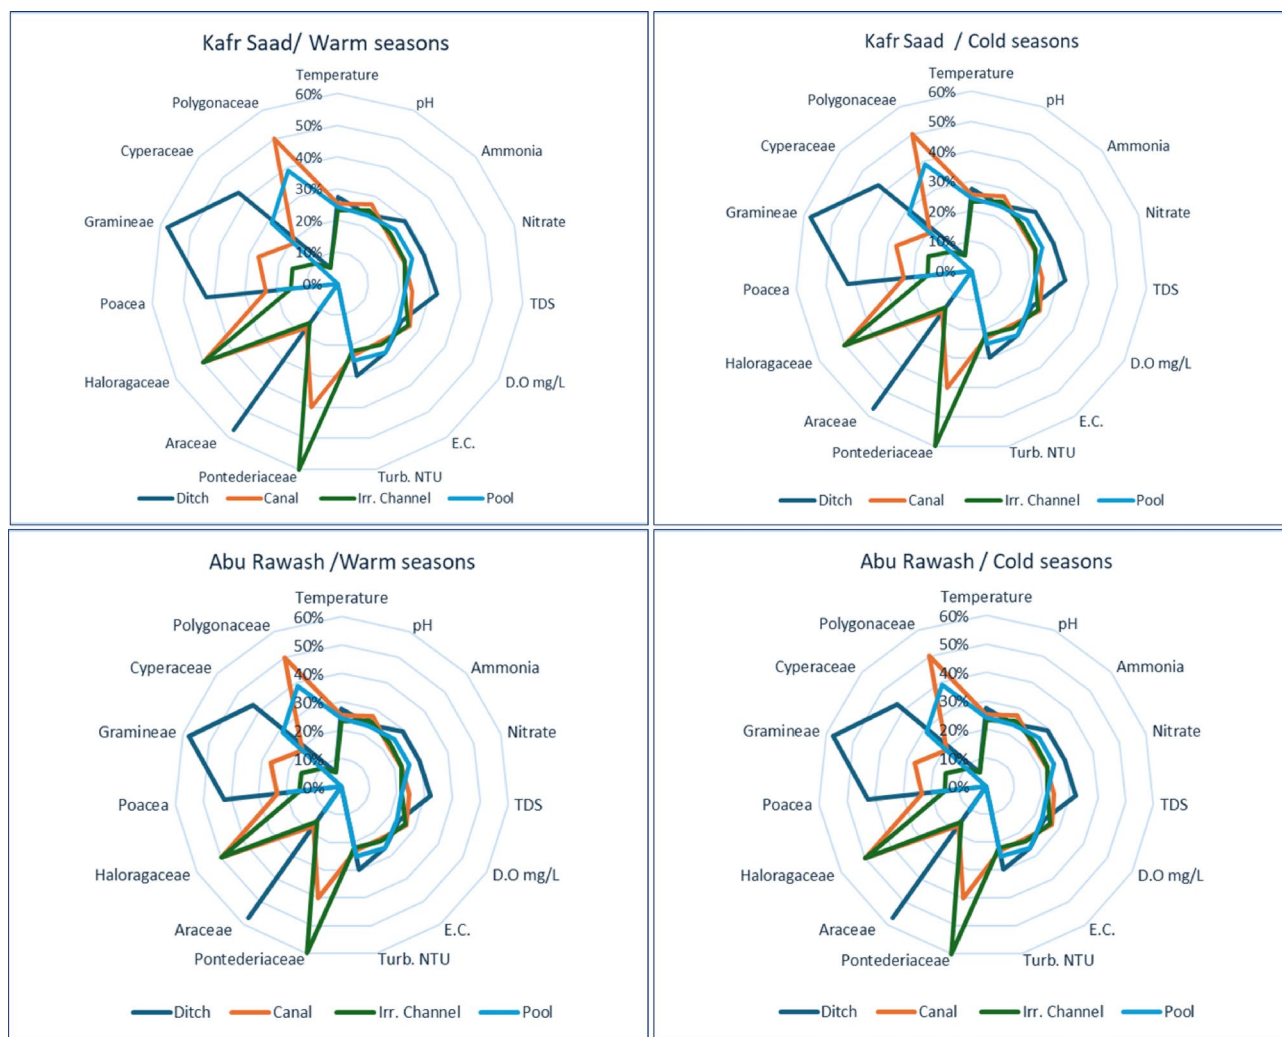 Kafr Saad/ Warm seasons
Temperature
Polygonaceae
60%
pH
Cyperaceae
50%
Ammonia
40%
30%
Gramineae
20%
Nitrate
10%
Poacea
0%
TDS
Haloragaceae
D.O mg/L
Araceae
E.C.
Pontederiaceae
Turb. NTU
Ditch Canal Irr. Channel Pool
Kafr Saad / Cold seasons
Temperature
Polygonaceae
60%
pH
Cyperaceae
50%
Ammonia
40%
30%
Gramineae
20%
Nitrate
10%
Poacea
0%
TDS
Haloragaceae
D.O mg/L
Araceae
E.C.
Pontederiaceae
Turb. NTU
Ditch Canal Irr. Channel Pool
Abu Rawash /Warm seasons
Temperature
Polygonaceae
60%
pH
Cyperaceae
50%
Ammonia
40%
30%
Gramineae
20%
Nitrate
10%
Poacea
0%
TDS
Haloragaceae
D.O mg/L
Araceae
E.C.
Pontederiaceae
Turb. NTU
Ditch Canal Irr. Channel Pool
Abu Rawash / Cold seasons
Temperature
Polygonaceae
60%
pH
Cyperaceae
50%
Ammonia
40%
30%
Gramineae
20%
Nitrate
10%
Poacea
0%
TDS
Haloragaceae
D.O mg/L
Araceae
E.C.
Pontederiaceae
Turb. NTU
Ditch Canal Irr. Channel Pool